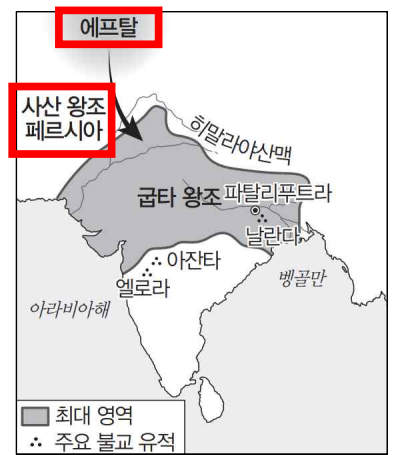 에프탈
사산 왕조
페르시아
히말라야산맥
굽타 왕조
파탈리푸트라
날란다
아잔타
엘로라
벵골만
아라비아해
최대 영역
주요 불교 유적